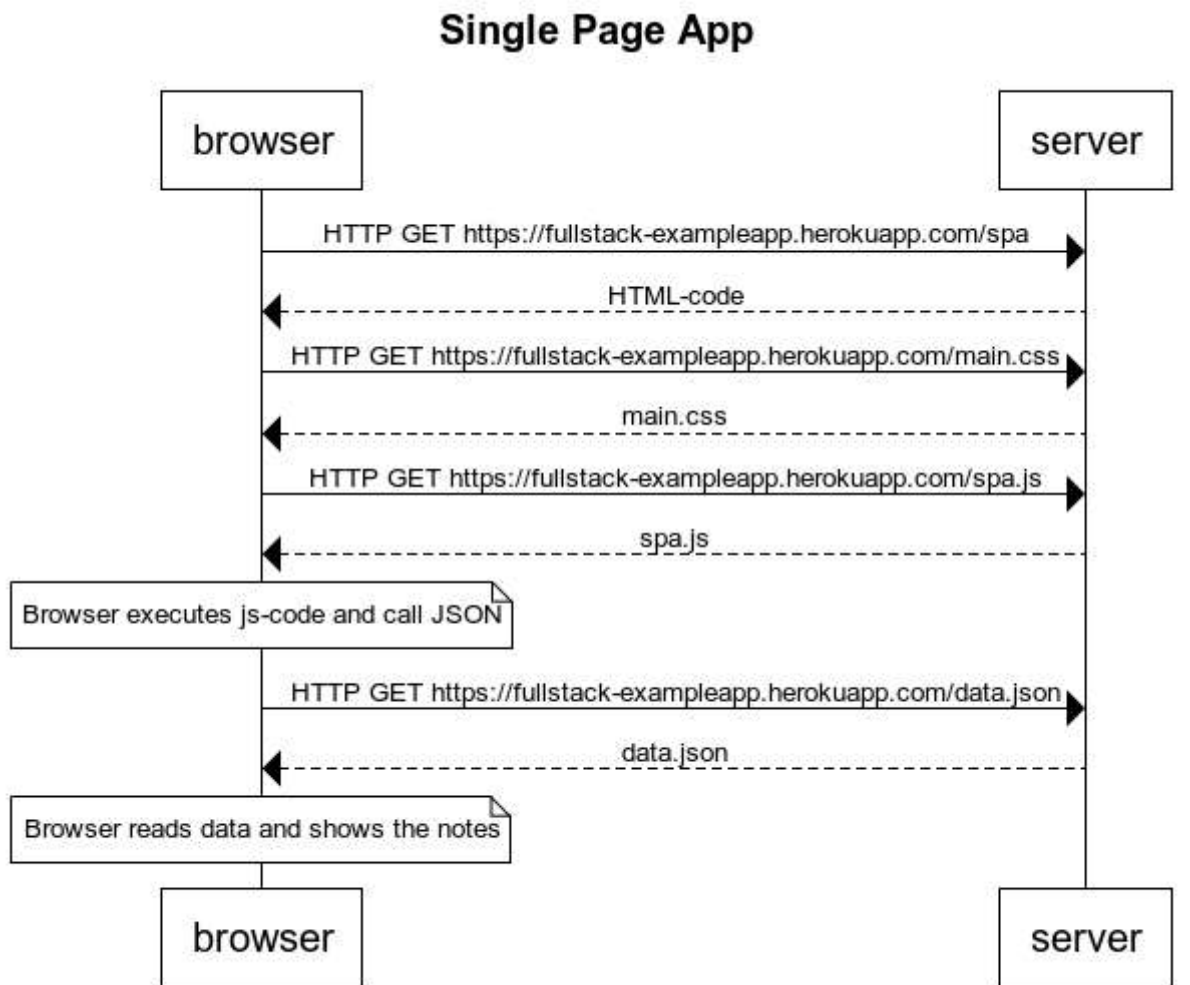 Single Page App
browser
server
HTTP GET https://fullstack-exampleapp.herokuapp.com/spa
HTML-code
HTTP GET https://fullstack-exampleapp.herokuapp.com/main.css
main.css
HTTP GET https://fullstack-exampleapp.herokuapp.com/spa.js
spa.js
Browser executes js-code and call JSON
HTTP GET https://fullstack-exampleapp.herokuapp.com/data.json
data.json
Browser reads data and shows the notes
browser
server